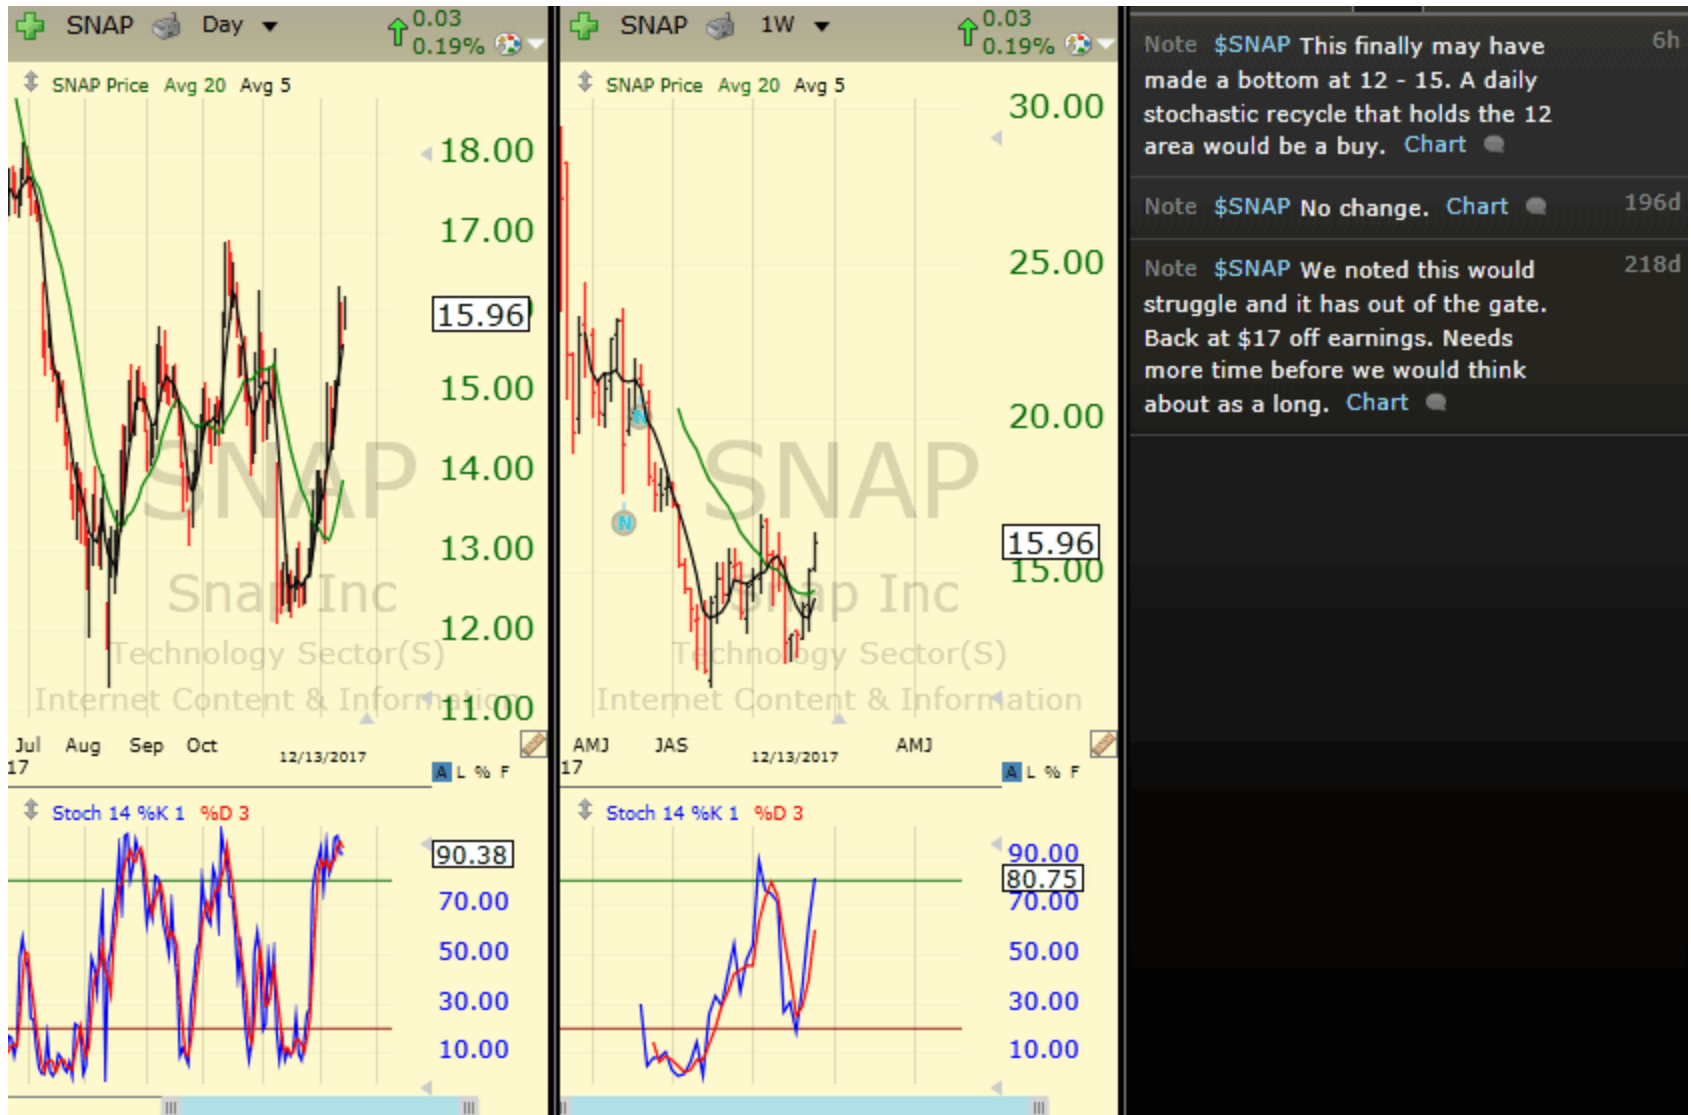 SNAP Day 0.03
0.19%
SNAP Price Avg 20 Avg 5
18.00
17.00
15.96
15.00
14.00
13.00
12.00
11.00
SNAP
Snap Inc
Technology Sector(S)
Internet Content & Information
Jul Aug Sep Oct 12/13/2017
17
A L % F
Stoch 14 %K 1 %D 3
90.38
70.00
50.00
30.00
10.00
SNAP 1W 0.03
0.19%
SNAP Price Avg 20 Avg 5
30.00
25.00
20.00
15.96
15.00
N
N
SNAP
Snap Inc
Technology Sector(S)
Internet Content & Information
AMJ JAS 12/13/2017 AMJ
17
A L % F
Stoch 14 %K 1 %D 3
90.00
80.75
70.00
50.00
30.00
10.00
Note $SNAP This finally may have 6h
made a bottom at 12 - 15. A daily
stochastic recycle that holds the 12
area would be a buy. Chart
Note $SNAP No change. Chart 196d
Note $SNAP We noted this would 218d
struggle and it has out of the gate.
Back at $17 off earnings. Needs
more time before we would think
about as a long. Chart